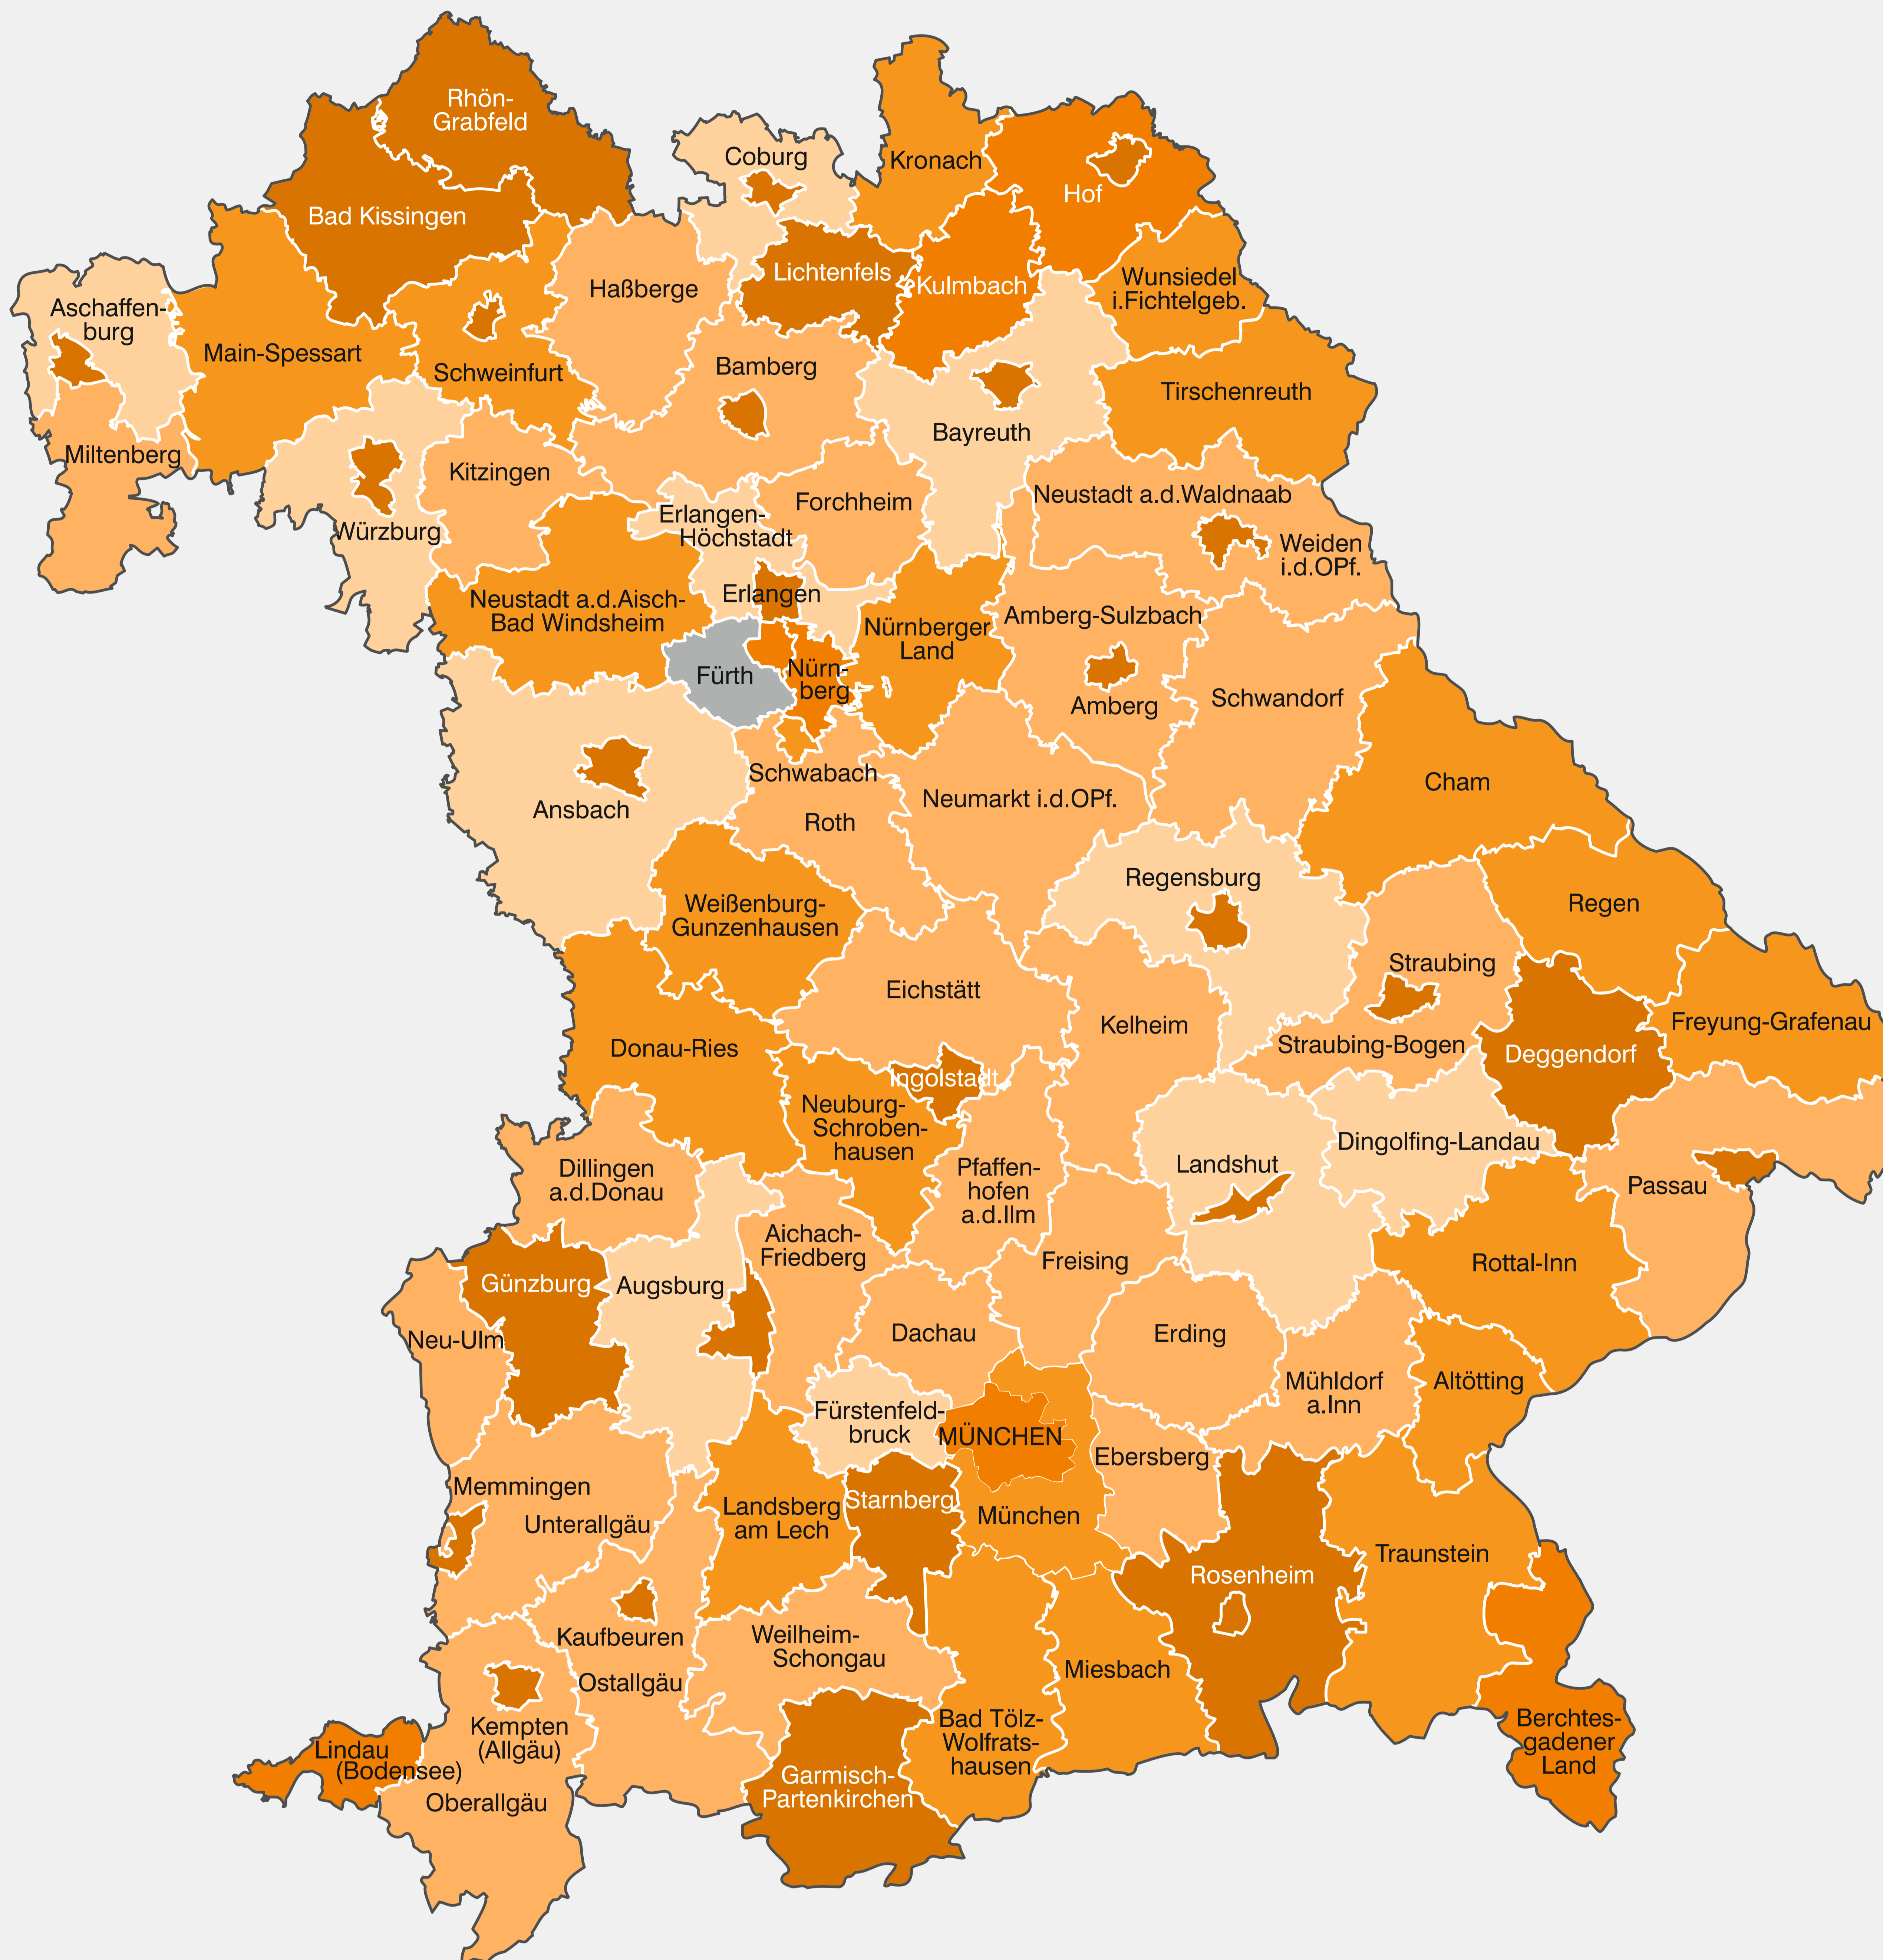 Rhön-
Grabfeld
Coburg
Kronach
Hof
Bad Kissingen
Lichtenfels
Kulmbach
Wunsiedel
i.Fichtelgeb.
Haßberge
Aschaffen-
burg
Main-Spessart
Schweinfurt
Bamberg
Tirschenreuth
Bayreuth
Miltenberg
Kitzingen
Forchheim
Neustadt a.d.Waldnaab
Würzburg
Erlangen-
Höchstadt
Weiden
i.d.OPf.
Erlangen
Neustadt a.d.Aisch-
Bad Windsheim
Nürnberger
Land
Amberg-Sulzbach
Fürth
Nürn-
berg
Amberg
Schwandorf
Schwabach
Cham
Neumarkt i.d.OPf.
Ansbach
Roth
Regensburg
Weißenburg-
Gunzenhausen
Regen
Straubing
Eichstätt
Kelheim
Freyung-Grafenau
Donau-Ries
Straubing-Bogen
Deggendorf
Ingolstadt
Neuburg-
Schroben-
hausen
Dingolfing-Landau
Dillingen
a.d.Donau
Pfaffen-
hofen
a.d.Ilm
Landshut
Passau
Aichach-
Friedberg
Freising
Rottal-Inn
Günzburg
Augsburg
Neu-Ulm
Dachau
Erding
Mühldorf
a.Inn
Altötting
Fürstenfeld-
bruck
MÜNCHEN
Ebersberg
Memmingen
Landsberg
am Lech
Starnberg
München
Unterallgäu
Traunstein
Rosenheim
Kaufbeuren
Weilheim-
Schongau
Miesbach
Ostallgäu
Kempten
(Allgäu)
Bad Tölz-
Wolfrats-
hausen
Berchtes-
gadener
Land
Lindau
(Bodensee)
Garmisch-
Partenkirchen
Oberallgäu